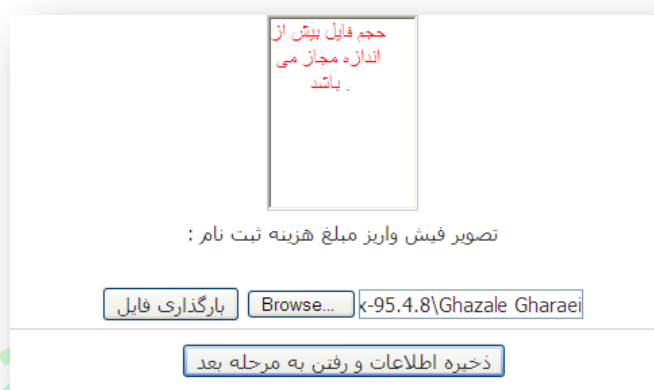 حجم فایل بیش از
اندازه مجاز می
باشد .
تصویر فیش واریز مبلغ هزینه ثبت نام :
بارگذاری فایل Browse... x-95.4.8\Ghazale Gharaei
ذخیره اطلاعات و رفتن به مرحله بعد